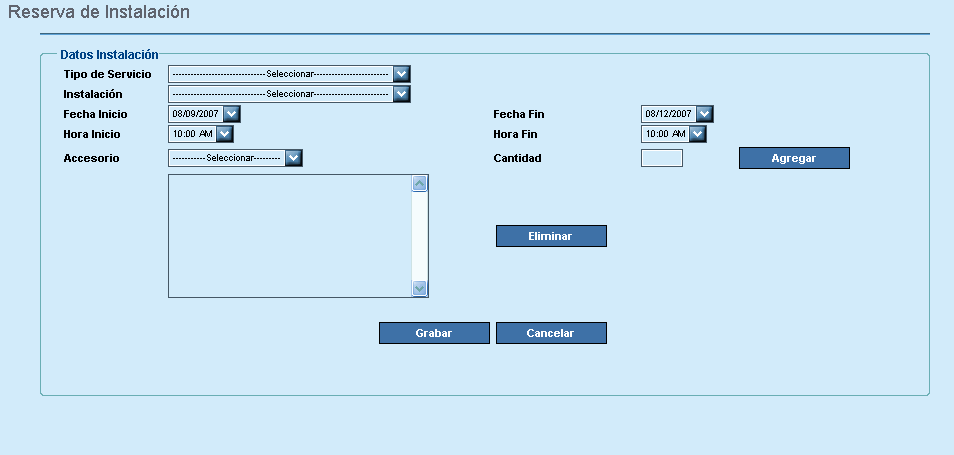 Reserva de Instalación
Datos Instalación
Tipo de Servicio -------------------------------Seleccionar-------------------------
Instalación -------------------------------Seleccionar-------------------------
Fecha Inicio 08/09/2007 Fecha Fin 08/12/2007
Hora Inicio 10:00 AM Hora Fin 10:00 AM
Accesorio -----------Seleccionar--------- Cantidad Agregar
Eliminar
Grabar Cancelar